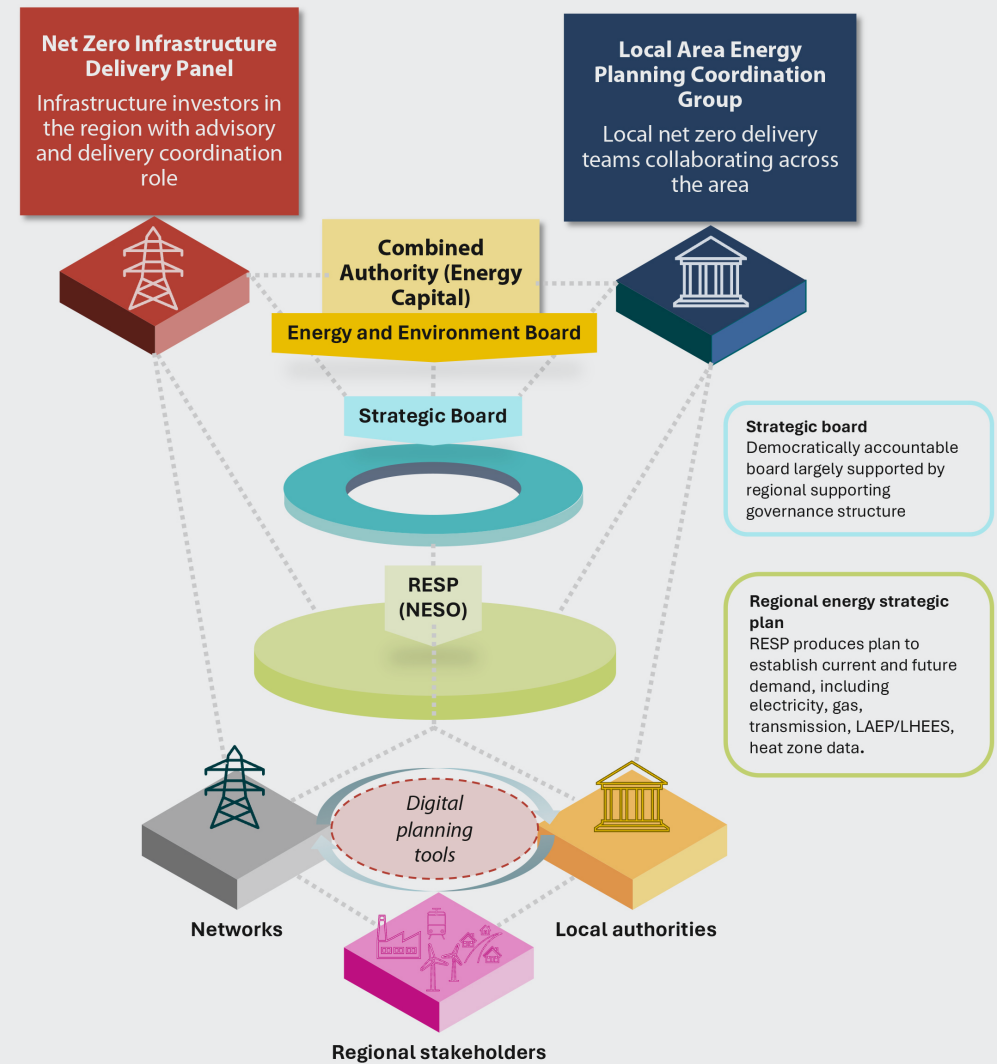 Net Zero Infrastructure
Delivery Panel
Infrastructure investors in
the region with advisory
and delivery coordination
role
Local Area Energy
Planning Coordination
Group
Local net zero delivery
teams collaborating across
the area
Combined
Authority (Energy
Capital)
Energy and Environment Board
Strategic Board
Strategic board
Democratically accountable
board largely supported by
regional supporting
governance structure
RESP
(NESO)
Regional energy strategic
plan
RESP produces plan to
establish current and future
demand, including
electricity, gas,
transmission, LAEP/LHEES,
heat zone data.
Digital
planning
tools
Networks
Local authorities
Regional stakeholders